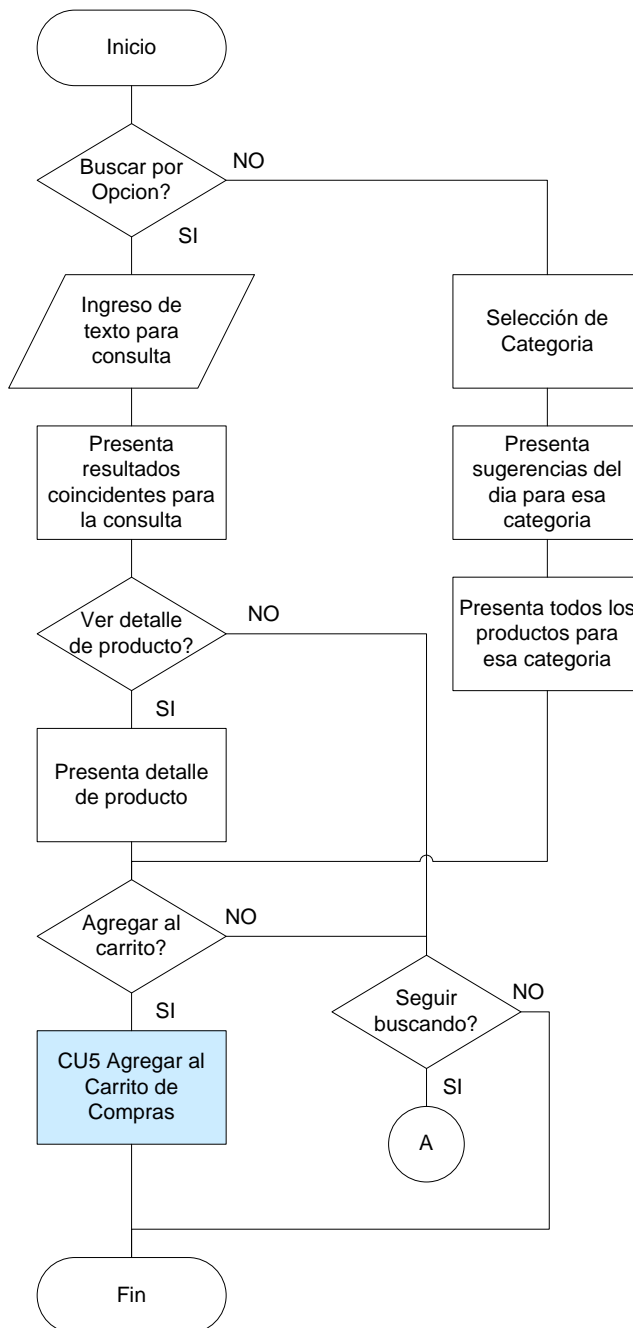 Inicio
Buscar por
Opcion?
NO
SI
Ingreso de
texto para
consulta
Selección de
Categoria
Presenta
resultados
coincidentes para
la consulta
Presenta
sugerencias del
dia para esa
categoria
Ver detalle
de producto?
NO
SI
Presenta todos los
productos para
esa categoria
Presenta detalle
de producto
Agregar al
carrito?
NO
SI
Seguir
buscando?
NO
SI
CU5 Agregar al
Carrito de
Compras
A
Fin